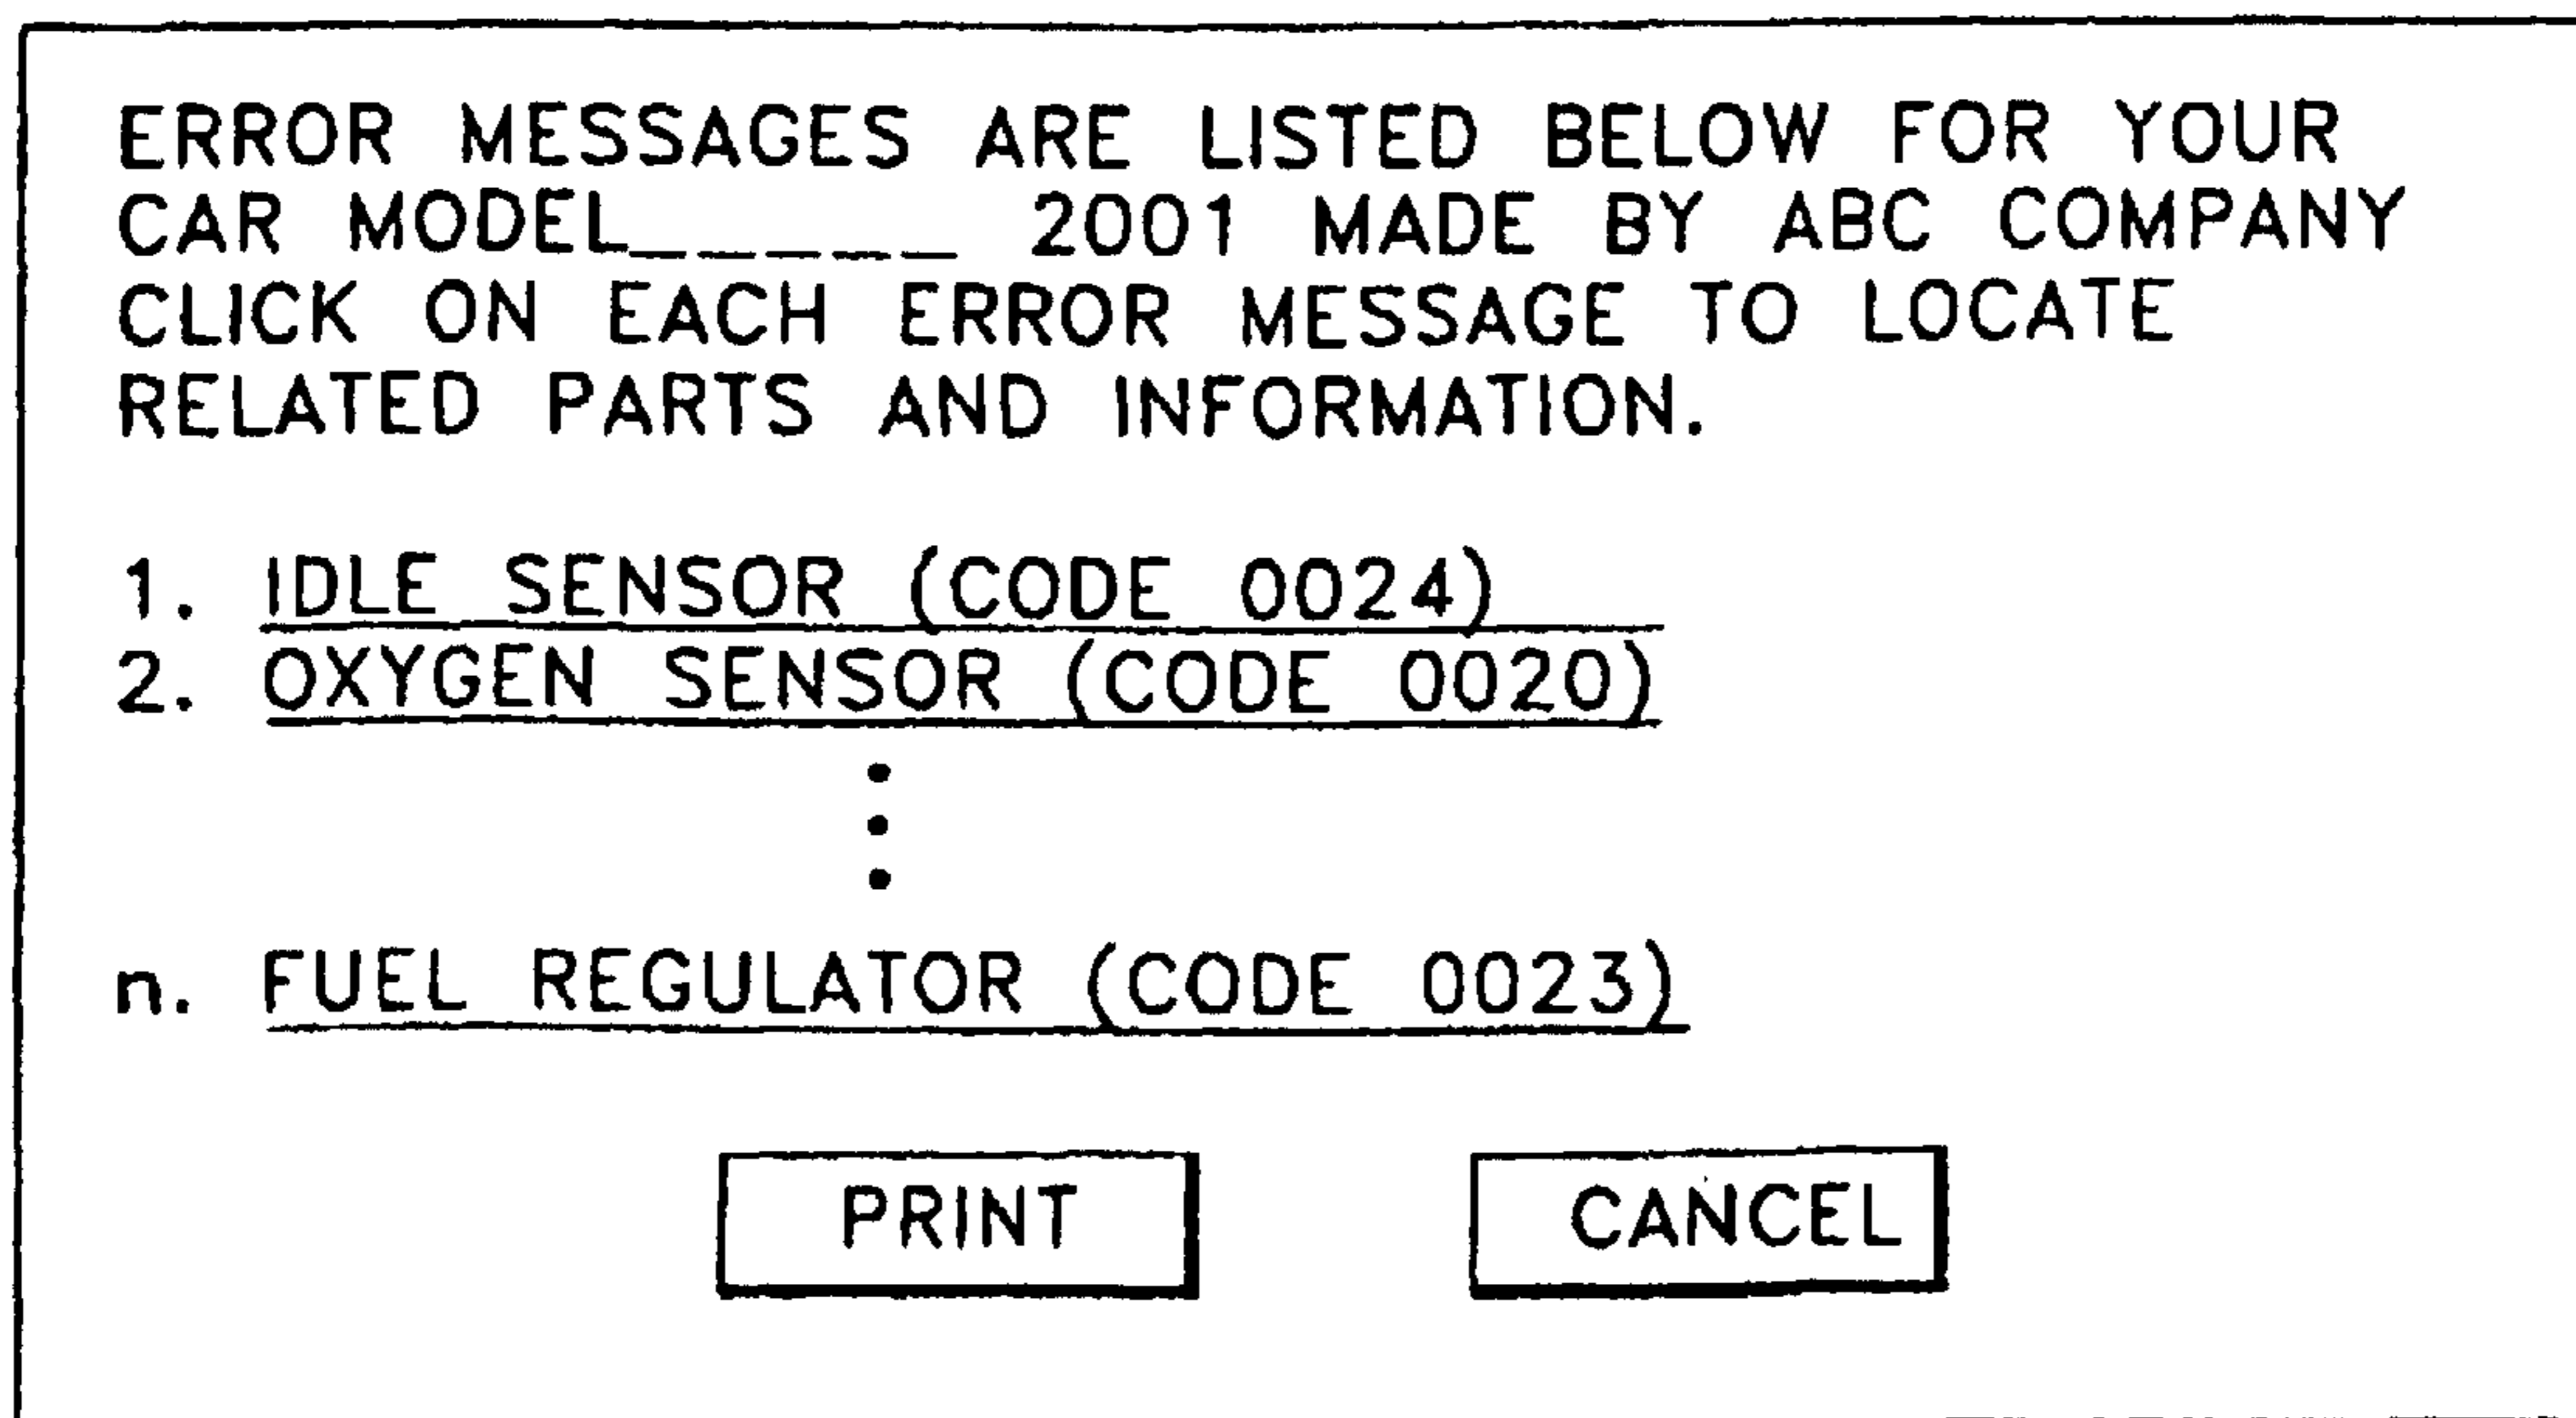 ERROR MESSAGES ARE LISTED BELOW FOR YOUR
CAR MODEL_____ 2001 MADE BY ABC COMPANY
CLICK ON EACH ERROR MESSAGE TO LOCATE
RELATED PARTS AND INFORMATION.
1. IDLE SENSOR (CODE 0024)
2. OXYGEN SENSOR (CODE 0020)
n. FUEL REGULATOR (CODE 0023)
PRINT CANCEL